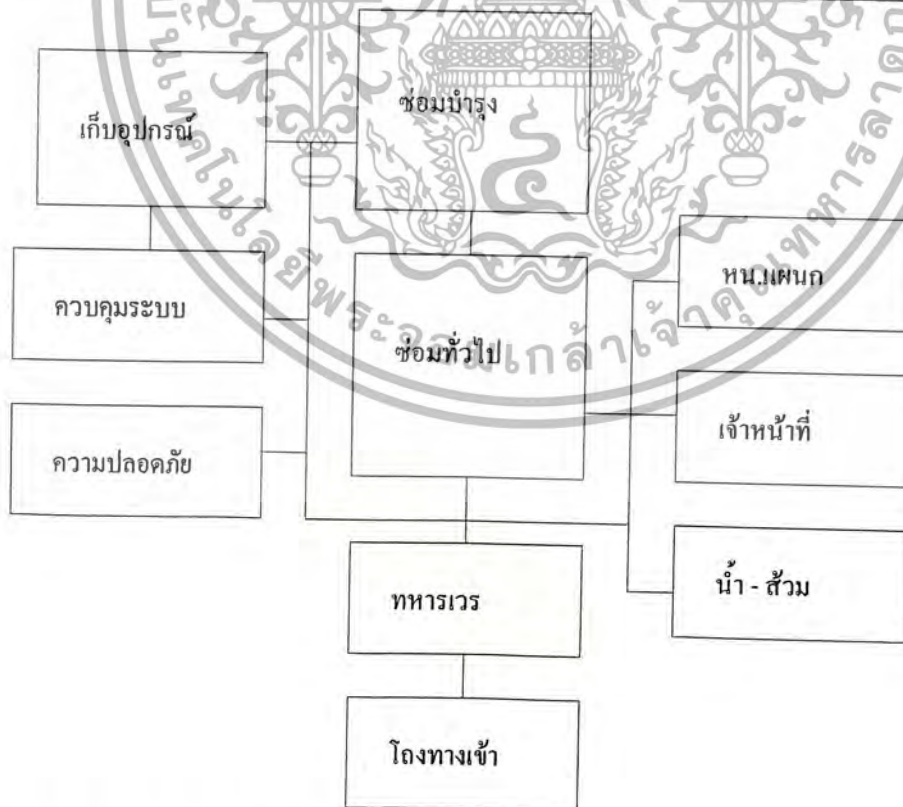 เก็บอุปกรณ์
ซ่อมบำรุง
ควบคุมระบบ
ซ่อมทั่วไป
หน.แผนก
ความปลอดภัย
เจ้าหน้าที่
ทหารเวร
น้ำ - ส้วม
โถงทางเข้า